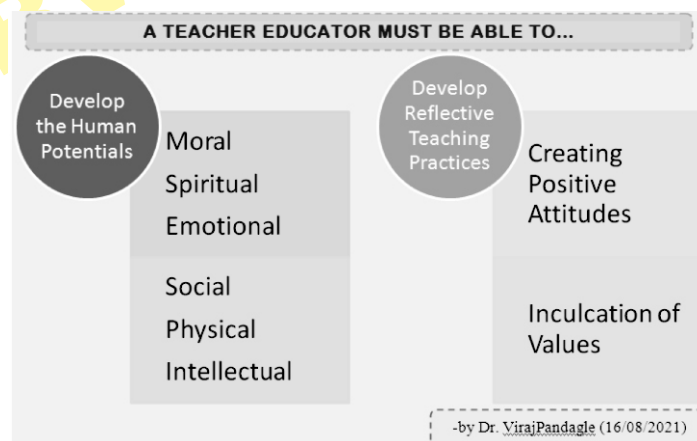 A TEACHER EDUCATOR MUST BE ABLE TO...
Develop
the Human
Potentials
Moral
Spiritual
Emotional
Social
Physical
Intellectual
Develop
Reflective
Teaching
Practices
Creating
Positive
Attitudes
Inculcation of
Values
-by Dr. VirajPandagle (16/08/2021)